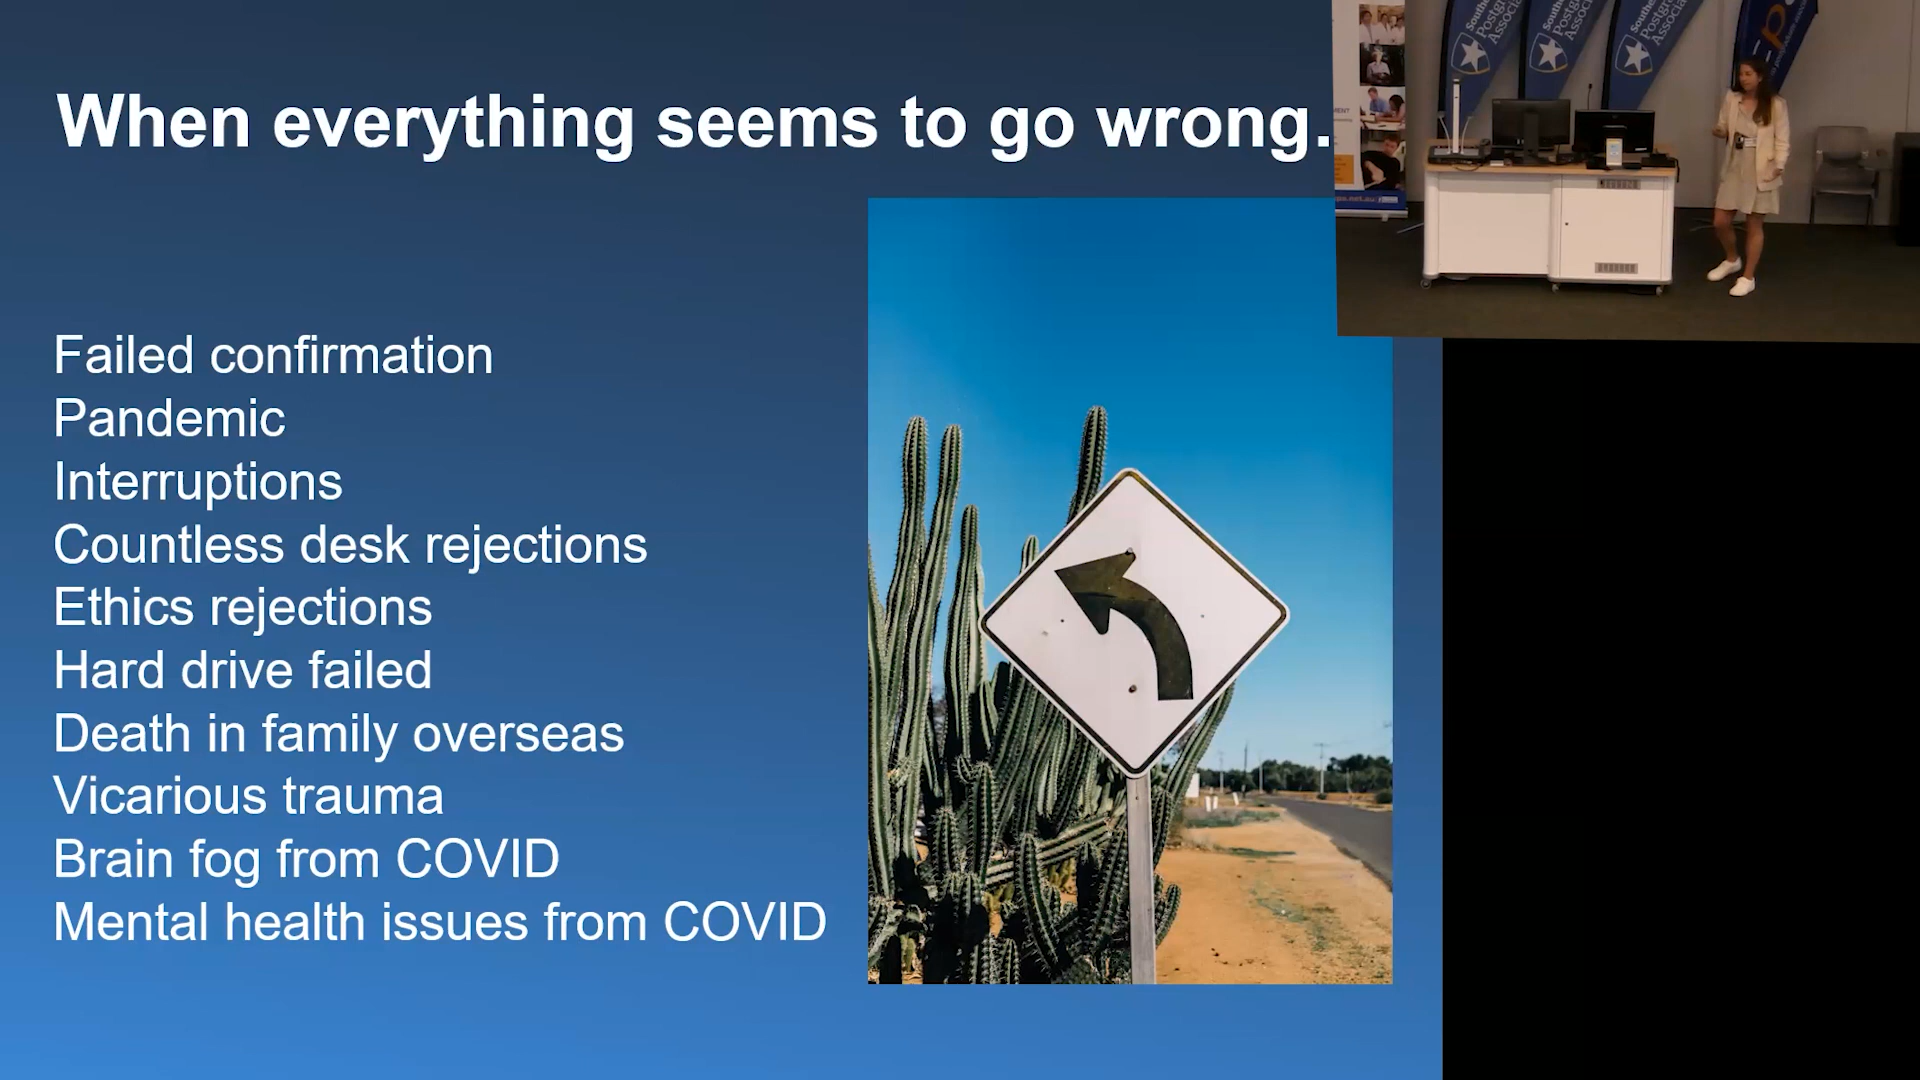 When everything seems to go wrong.
Failed confirmation
Pandemic
Interruptions
Countless desk rejections
Ethics rejections
Hard drive failed
Death in family overseas
Vicarious trauma
Brain fog from COVID
Mental health issues from COVID